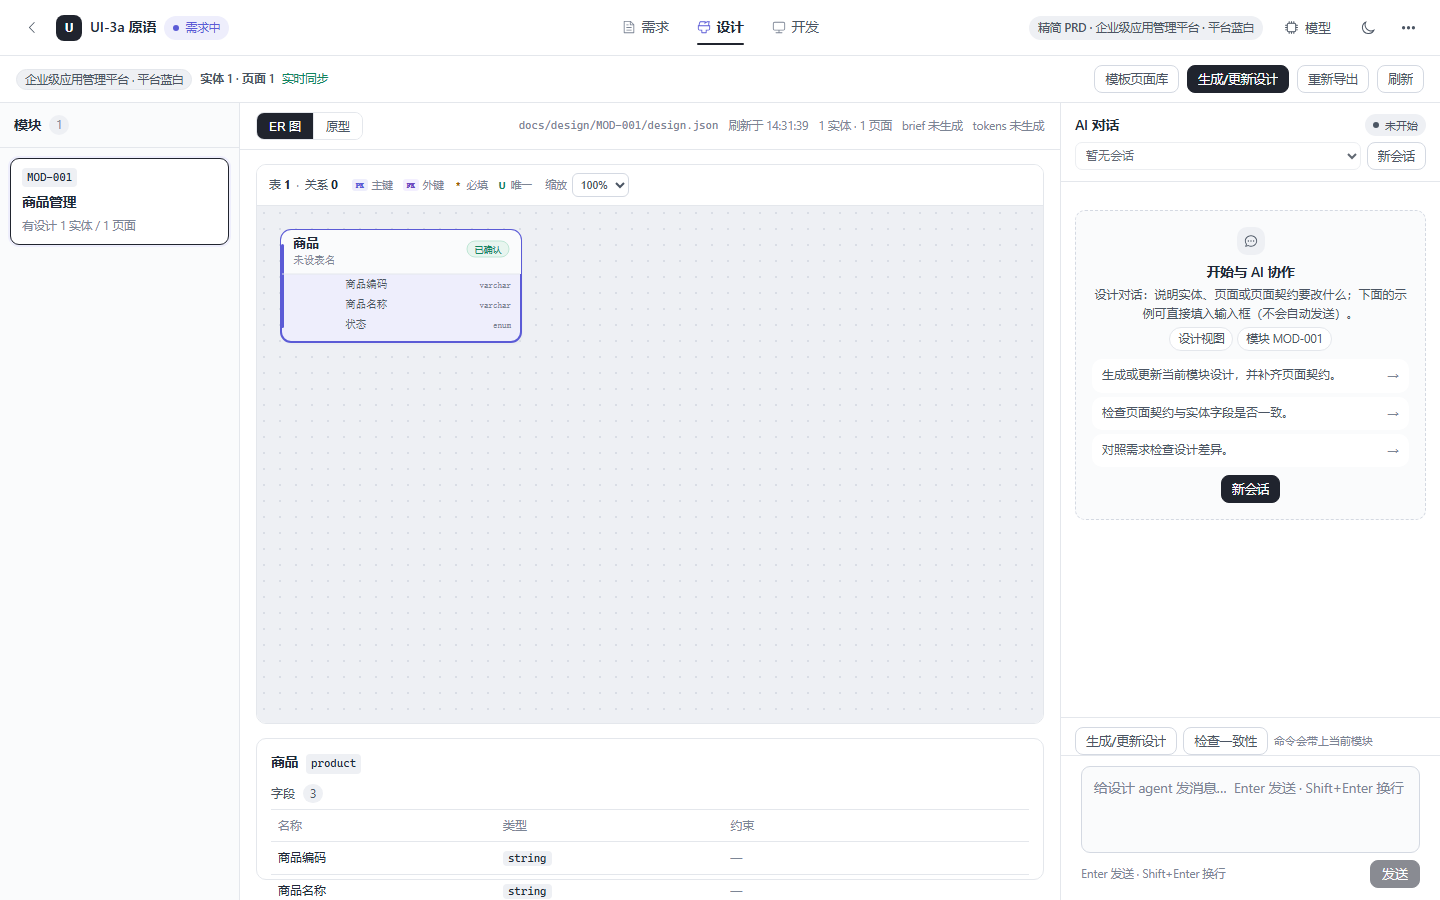 U UI-3a 原语 需求中 需求 设计 开发 精简 PRD · 企业级应用管理平台 · 平台蓝白 模型
企业级应用管理平台 · 平台蓝白 实体 1 · 页面 1 实时同步 模板页面库 生成/更新设计 重新导出 刷新
模块 1
MOD-001
商品管理
有设计 1 实体 / 1 页面
ER 图 原型 docs/design/MOD-001/design.json 刷新于 14:31:39 1 实体 · 1 页面 brief 未生成 tokens 未生成
表 1 · 关系 0 PK 主键 FK 外键 * 必填 U 唯一 缩放 100%
商品
未设表名
已确认
商品编码 varchar
商品名称 varchar
状态 enum
商品 product
字段 3
名称 类型 约束
商品编码 string —
商品名称 string —
AI 对话 未开始
暂无会话 新会话
开始与 AI 协作
设计对话：说明实体、页面或页面契约要改什么；下面的示
例可直接填入输入框（不会自动发送）。
设计视图 模块 MOD-001
生成或更新当前模块设计，并补齐页面契约。 →
检查页面契约与实体字段是否一致。 →
对照需求检查设计差异。 →
新会话
生成/更新设计 检查一致性 命令会带上当前模块
给设计 agent 发消息… Enter 发送 · Shift+Enter 换行
Enter 发送 · Shift+Enter 换行 发送